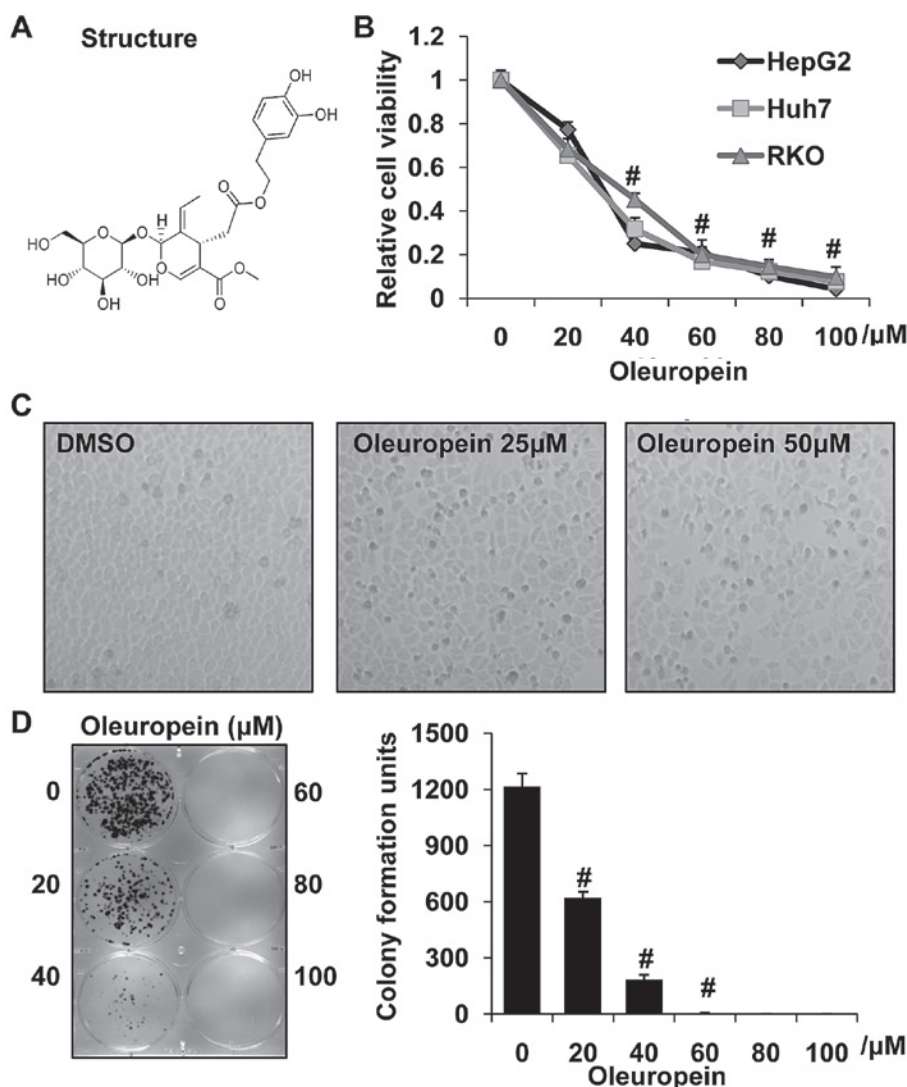 A Structure
OH
OH
O
O
H
O
HO
O
O
HO
OH
OH
O
O
O
B
Relative cell viability
1.2
1
0.8
0.6
0.4
0.2
0
HepG2
Huh7
RKO
# # # #
0 20 40 60 80 100 /µM
Oleuropein
C
DMSO
Oleuropein 25µM
Oleuropein 50µM
D
Oleuropein (µM)
0 60
20 80
40 100
Colony formation units
1500
1200
900
600
300
0
# # #
0 20 40 60 80 100 /µM
Oleuropein